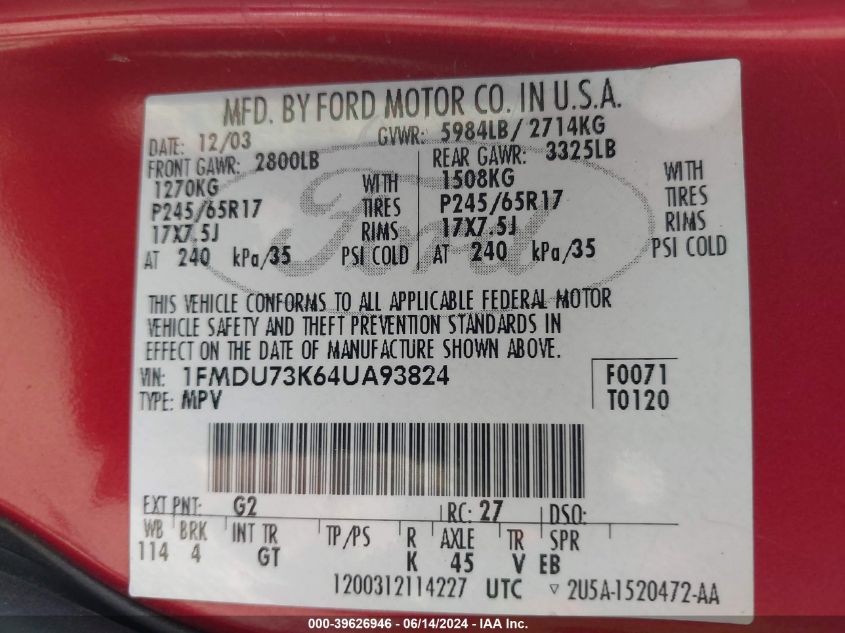 MFD. BY FORD MOTOR CO. IN U.S.A.
DATE: 12/03 GVWR: 5984LB/ 2714KG
FRONT GAWR: 2800LB REAR GAWR: 3325LB
1270KG WITH 1508KG WITH
P245/65R17 TIRES P245/65R17 TIRES
17X7.5J RIMS 17X7.5J RIMS
AT 240 kPa/35 PSI COLD AT 240 kPa/35 PSI COLD
Ford
THIS VEHICLE CONFORMS TO ALL APPLICABLE FEDERAL MOTOR
VEHICLE SAFETY AND THEFT PREVENTION STANDARDS IN
EFFECT ON THE DATE OF MANUFACTURE SHOWN ABOVE.
VIN: 1FMDU73K64UA93824 F0071
TYPE: MPV T0120
EXT PNT: G2 RC: 27 DSO:
WB BRK INT TR TP/PS R AXLE TR SPR
114 4 GT K 45 V EB
1200312114227 UTC ▽ 2U5A-1520472-AA
000-39626946 - 06/14/2024 - IAA Inc.